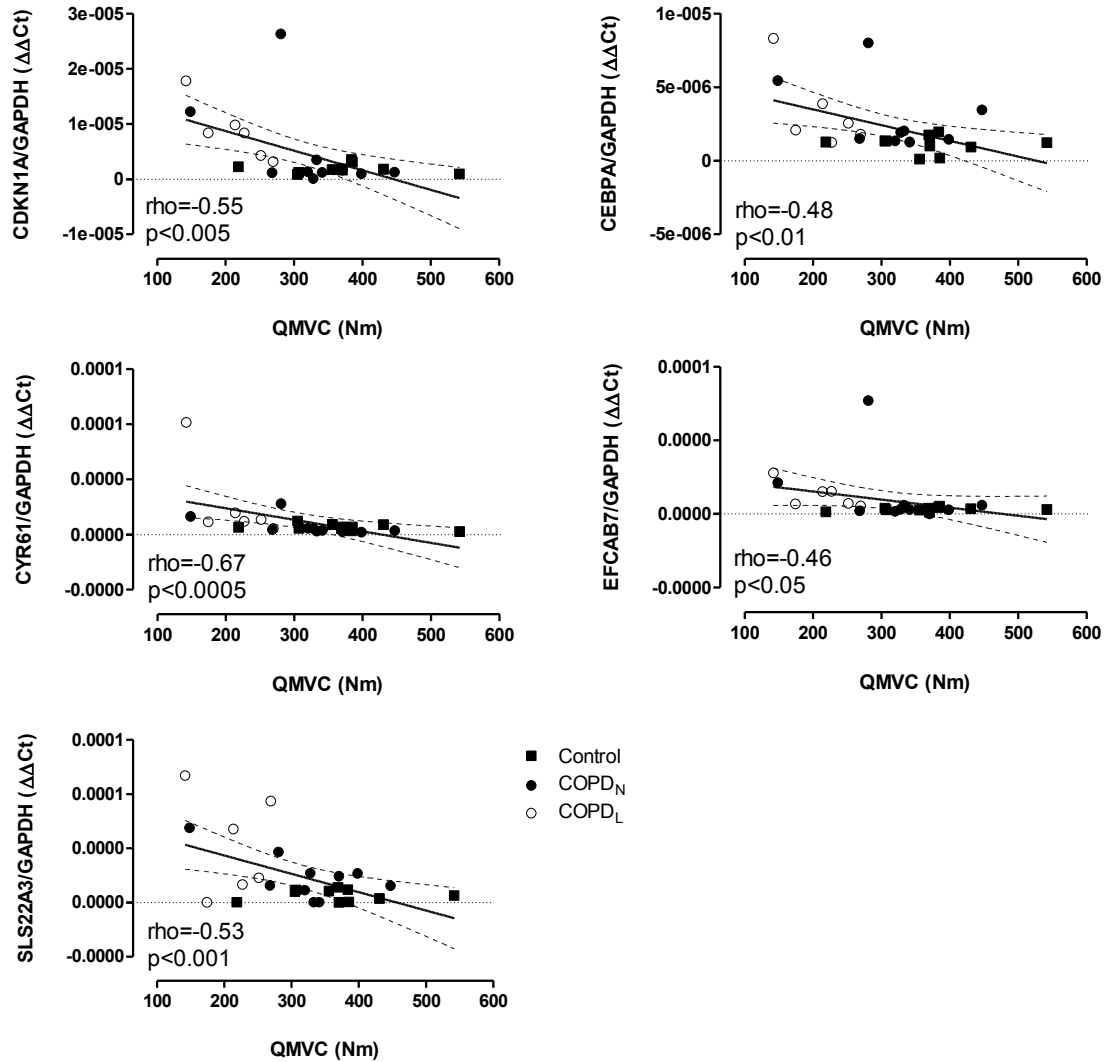 CDKN1A/GAPDH (ΔΔCt)
3e-005
2e-005
1e-005
0
-1e-005
rho=-0.55
p<0.005
100 200 300 400 500 600
QMVC (Nm)
CEBPA/GAPDH (ΔΔCt)
5e-006
0
-5e-006
rho=-0.48
p<0.01
100 200 300 400 500 600
QMVC (Nm)
CYR61/GAPDH (ΔΔCt)
0.0001
0.0001
0.0000
0.0000
-0.0000
rho=-0.67
p<0.0005
100 200 300 400 500 600
QMVC (Nm)
EFCAB7/GAPDH (ΔΔCt)
0.0001
0.0000
0.0000
-0.0000
rho=-0.46
p<0.05
100 200 300 400 500 600
QMVC (Nm)
SLS22A3/GAPDH (ΔΔCt)
0.0001
0.0001
0.0000
0.0000
-0.0000
rho=-0.53
p<0.001
100 200 300 400 500 600
QMVC (Nm)
Control
COPDN
COPDL